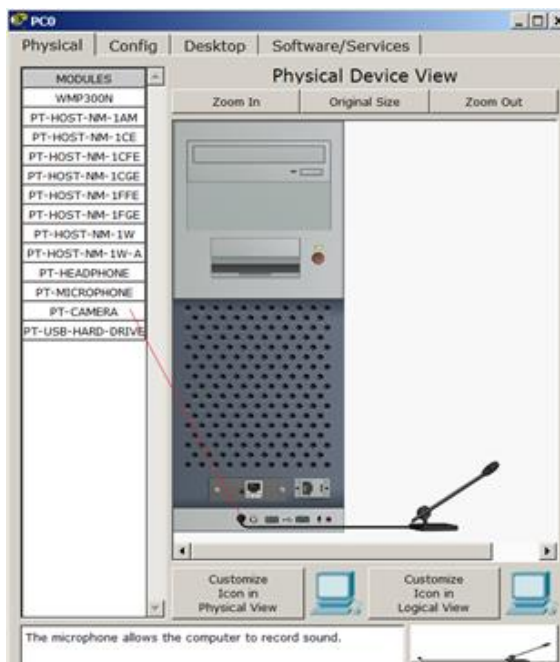 PC0
Physical
Config
Desktop
Software/Services
MODULES
WMP300N
PT-HOST-NM-1AM
PT-HOST-NM-1CE
PT-HOST-NM-1CFE
PT-HOST-NM-1CGE
PT-HOST-NM-1FFE
PT-HOST-NM-1FGE
PT-HOST-NM-1W
PT-HOST-NM-1W-A
PT-HEADPHONE
PT-MICROPHONE
PT-CAMERA
PT-USB-HARD-DRIVE
Physical Device View
Zoom In
Original Size
Zoom Out
Customize
Icon in
Physical View
Customize
Icon in
Logical View
The microphone allows the computer to record sound.